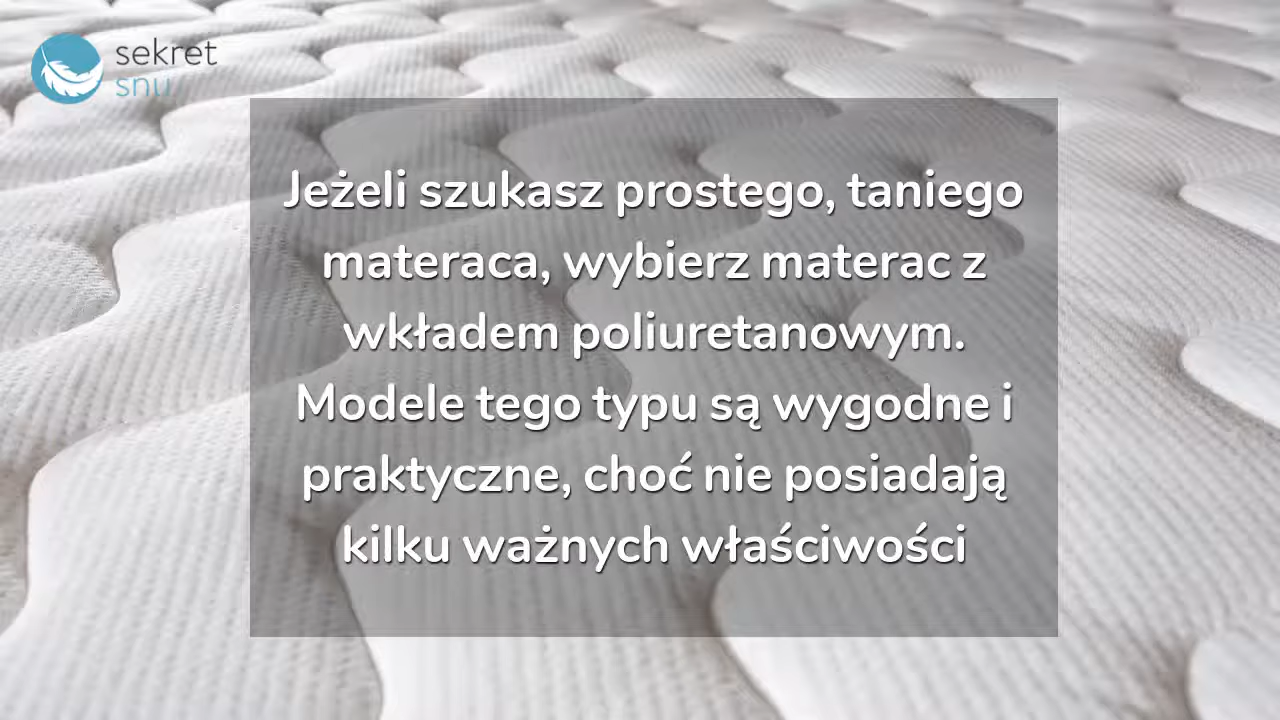 sekret
snu
Jeżeli szukasz prostego, taniego
materaca, wybierz materac z
wkładem poliuretanowym.
Modele tego typu są wygodne i
praktyczne, choć nie posiadają
kilku ważnych właściwości